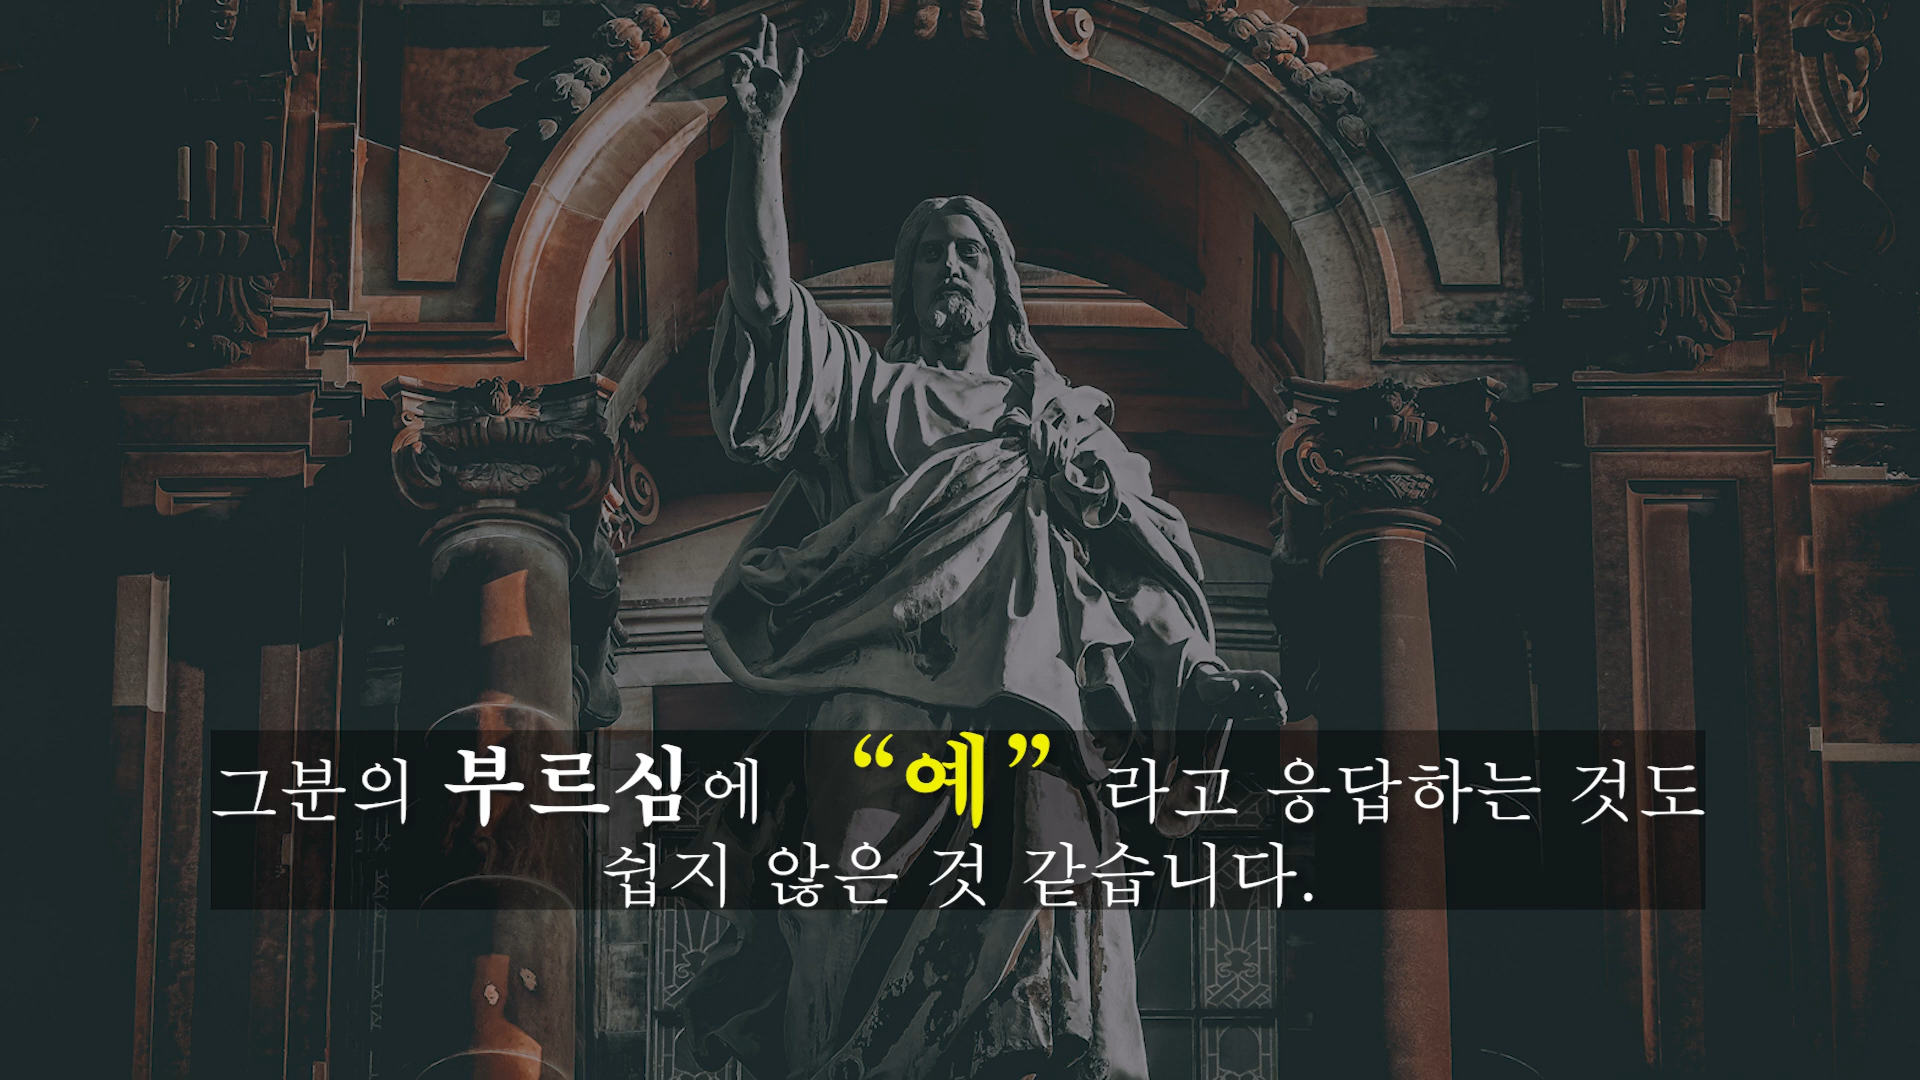 그분의 부르심에 “예” 라고 응답하는 것도
쉽지 않은 것 같습니다.